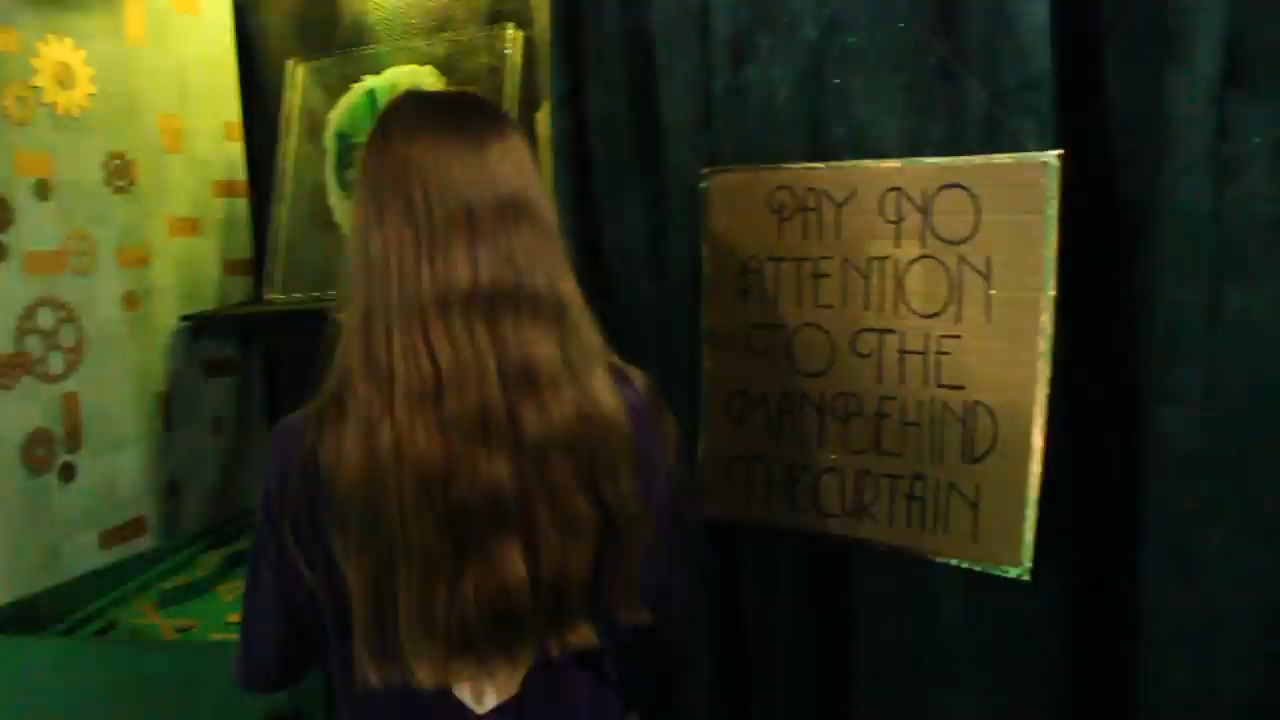 PAY NO
ATTENTION
TO THE
MAN BEHIND
THE CURTAIN